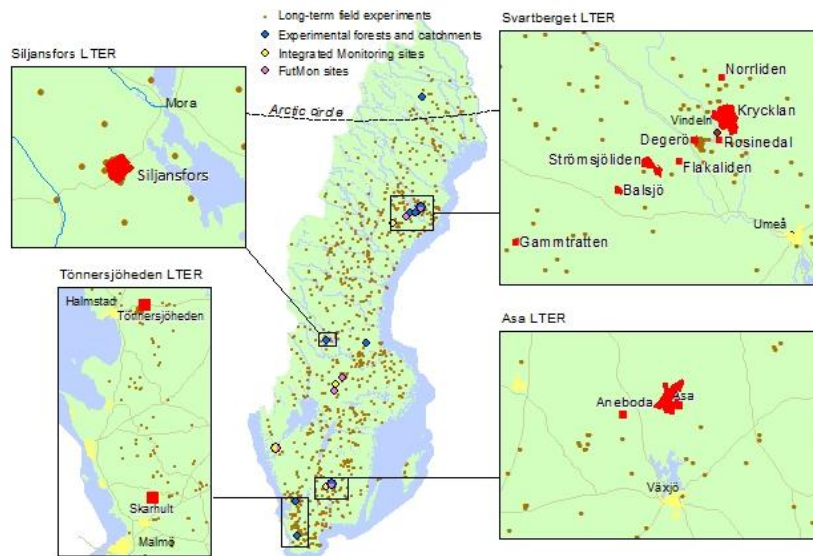 Siljansfors LTER
Mora
Siljansfors
Long-term field experiments
Experimental forests and catchments
Integrated Monitoring sites
FutMon sites
Arctic circle
Svartberget LTER
Norrliden
Krycklan
Vindeln
Degerö
Rosinedal
Strömsjöliden
Flakaliden
Balsjö
Umeå
Gammtratten
Tönnersjöheden LTER
Halmstad
Tönnersjöheden
Skarhult
Malmö
Asa LTER
Asa
Aneboda
Växjö